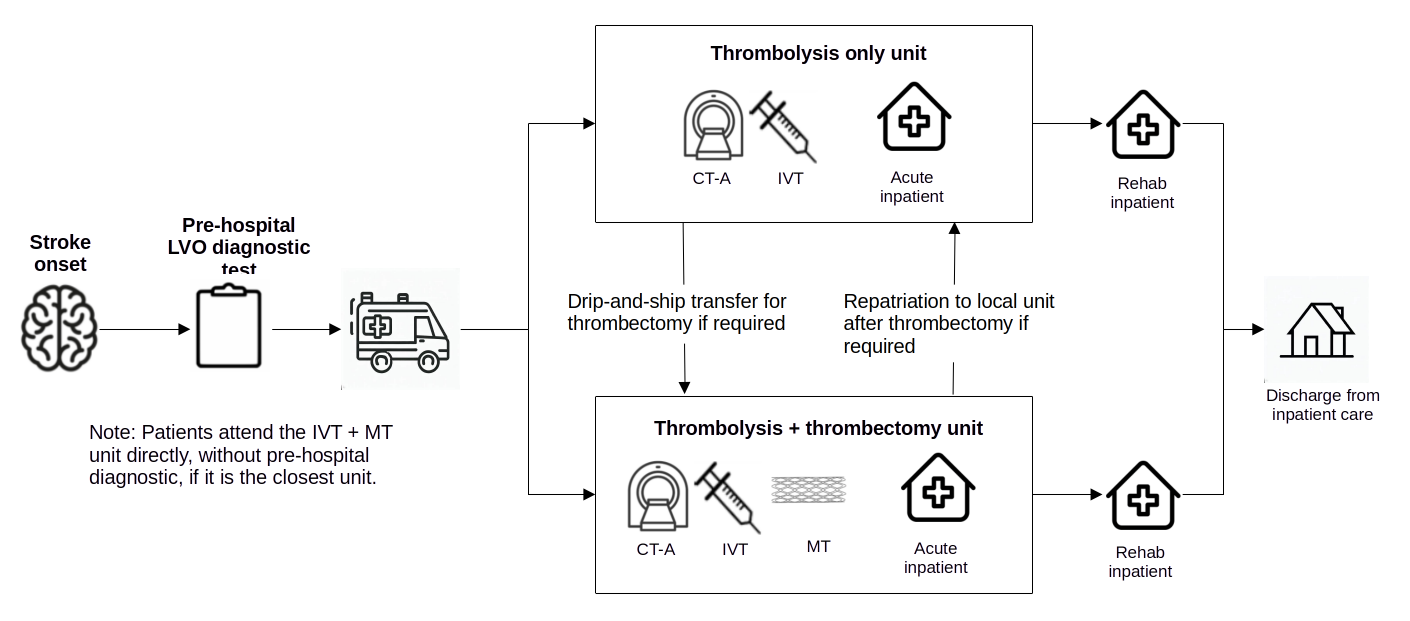 Stroke
onset
Pre-hospital
LVO diagnostic
test
Note: Patients attend the IVT + MT
unit directly, without pre-hospital
diagnostic, if it is the closest unit.
Thrombolysis only unit
CT-A
IVT
Acute
inpatient
Drip-and-ship transfer for
thrombectomy if required
Repatriation to local unit
after thrombectomy if
required
Thrombolysis + thrombectomy unit
CT-A
IVT
MT
Acute
inpatient
Rehab
inpatient
Rehab
inpatient
Discharge from
inpatient care